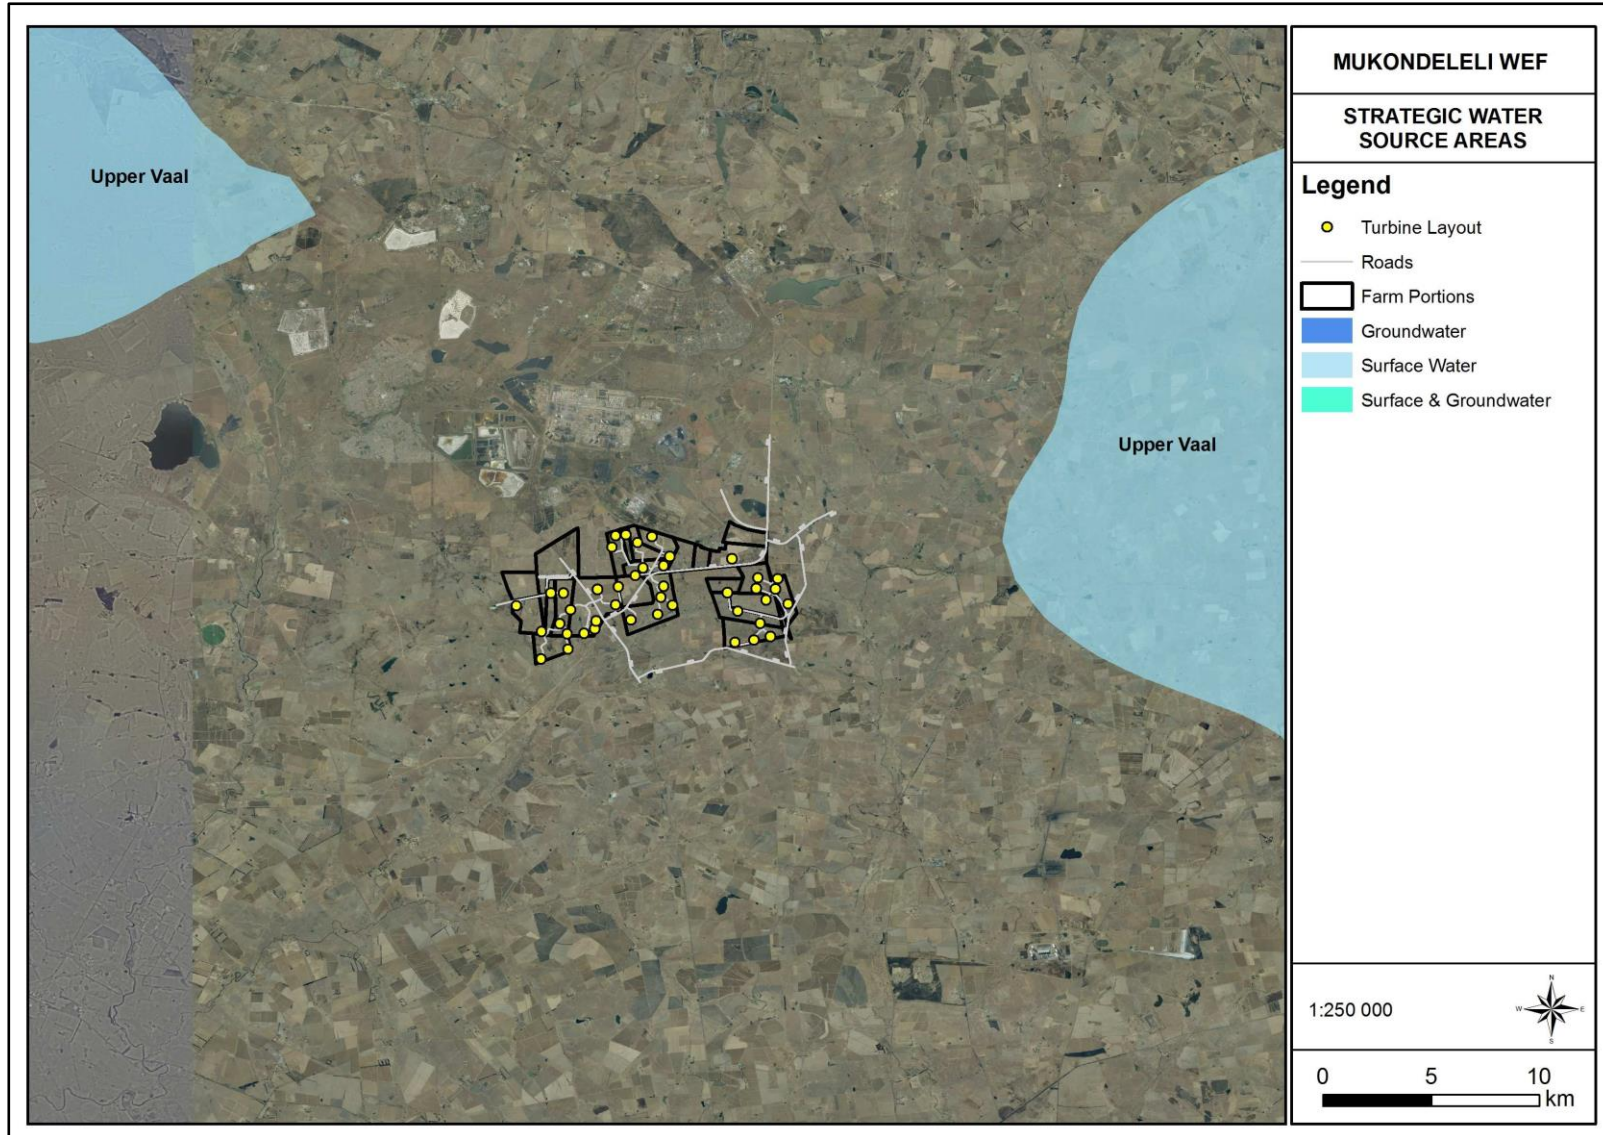 Upper Vaal
Upper Vaal
MUKONDELELI WEF
STRATEGIC WATER
SOURCE AREAS
Legend
Turbine Layout
Roads
Farm Portions
Groundwater
Surface Water
Surface & Groundwater
1:250 000
N
W
E
S
0 5 10
km